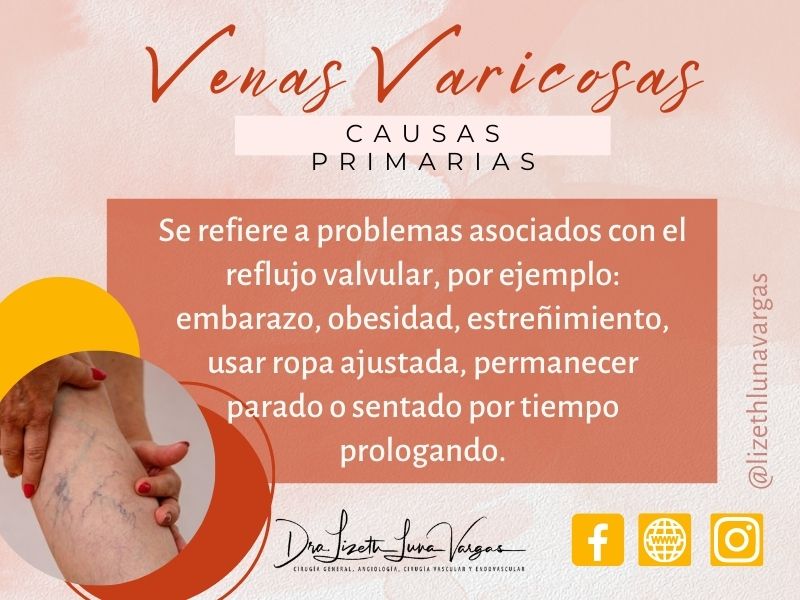 Venas Varicosas
CAUSAS
PRIMARIAS
Se refiere a problemas asociados con el
reflujo valvular, por ejemplo:
embarazo, obesidad, estreñimiento,
usar ropa ajustada, permanecer
parado o sentado por tiempo
prologando.
@lizethlunavargas
Dra Lizeth Luna Vargas
CIRUGÍA GENERAL, ANGIOLOGÍA, CIRUGÍA VASCULAR Y ENDOVASCULAR
www